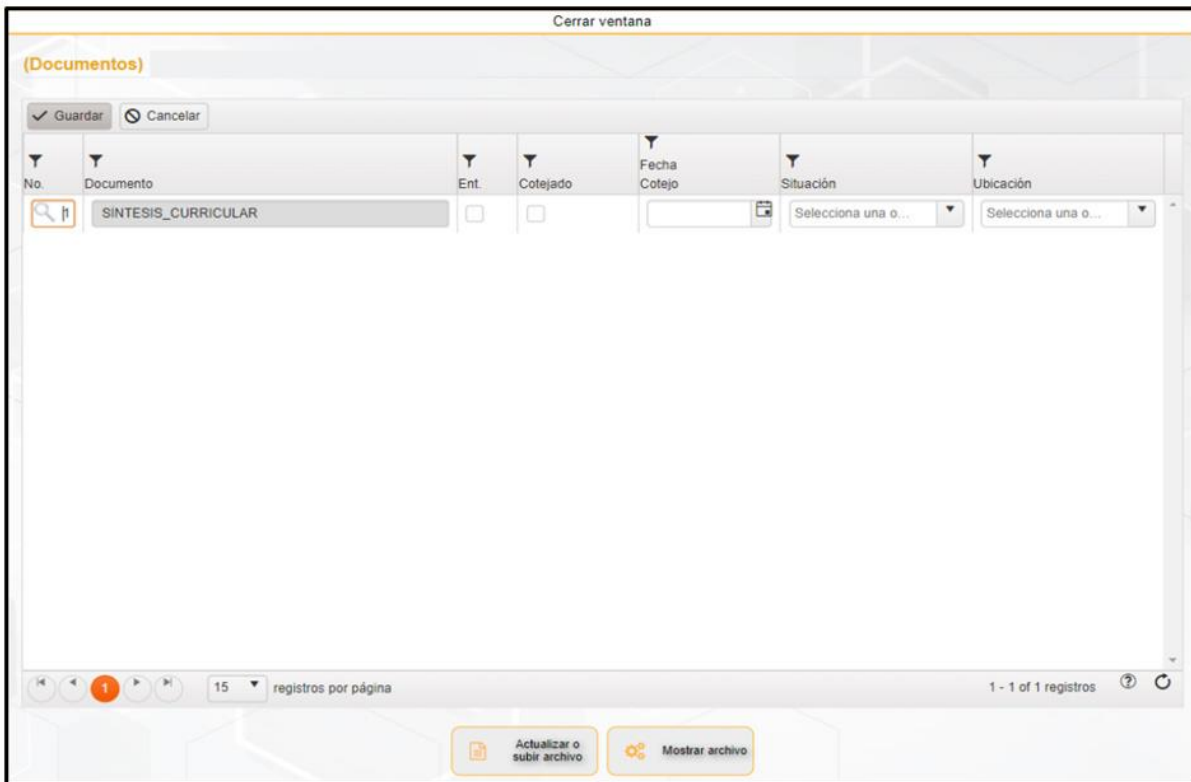 Cerrar ventana
(Documentos)
Guardar Cancelar
No. Documento Ent. Cotejado Fecha Cotejo Situación Ubicación
SÍNTESIS_CURRICULAR Selecciona una o... Selecciona una o...
1 15 registros por página 1 - 1 of 1 registros
Actualizar o subir archivo Mostrar archivo